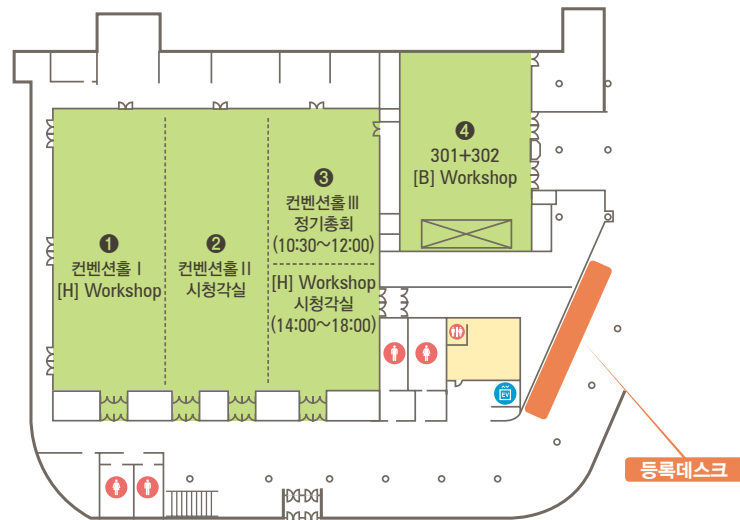 ❶
컨벤션홀 Ⅰ
[H] Workshop
❷
컨벤션홀 Ⅱ
시청각실
❸
컨벤션홀 Ⅲ
정기총회
(10:30~12:00)
[H] Workshop
시청각실
(14:00~18:00)
❹
301+302
[B] Workshop
EV
등록데스크